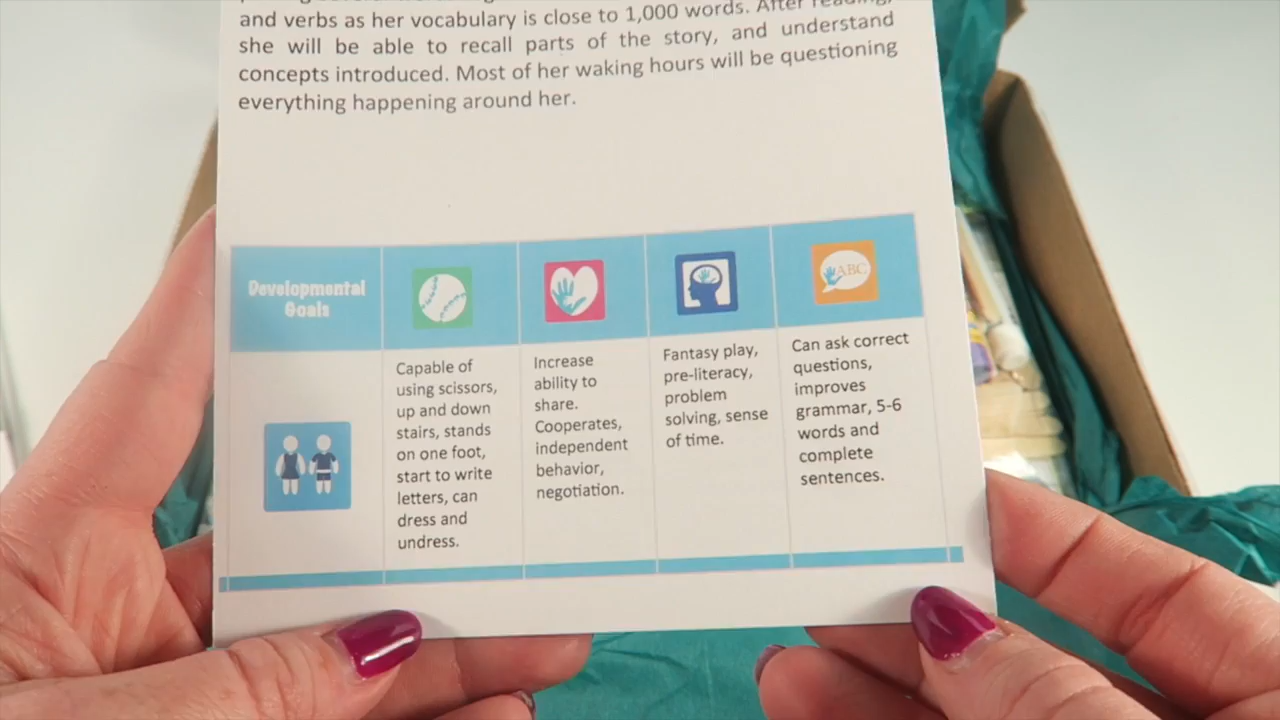 and verbs as her vocabulary is close to 1,000 words. After reading,
she will be able to recall parts of the story, and understand
concepts introduced. Most of her waking hours will be questioning
everything happening around her.
Developmental
Goals
ABC
Capable of
using scissors,
up and down
stairs, stands
on one foot,
start to write
letters, can
dress and
undress.
Increase
ability to
share.
Cooperates,
independent
behavior,
negotiation.
Fantasy play,
pre-literacy,
problem
solving, sense
of time.
Can ask correct
questions,
improves
grammar, 5-6
words and
complete
sentences.